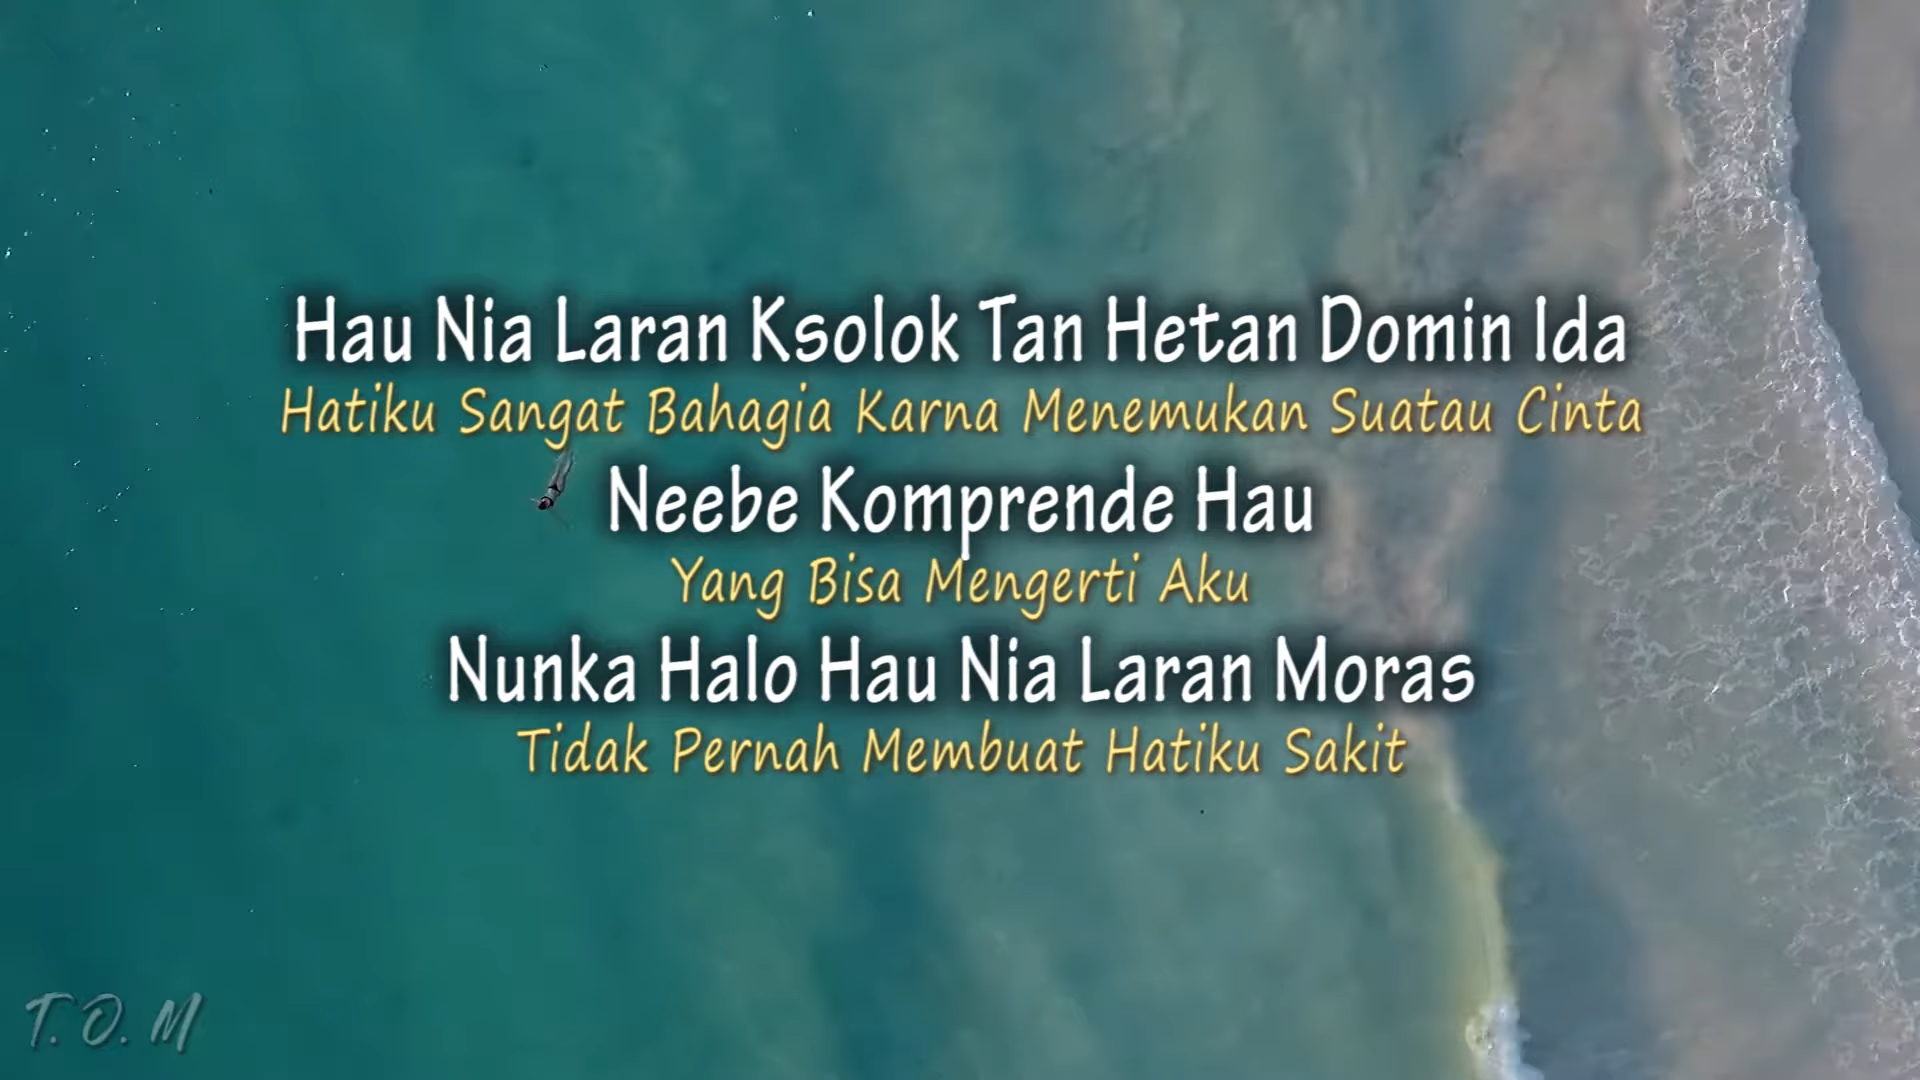 Hau Nia Laran Ksolok Tan Hetan Domin Ida
Hatiku Sangat Bahagia Karna Menemukan Suatau Cinta
Neebe Komprende Hau
Yang Bisa Mengerti Aku
Nunka Halo Hau Nia Laran Moras
Tidak Pernah Membuat Hatiku Sakit
T. O. M